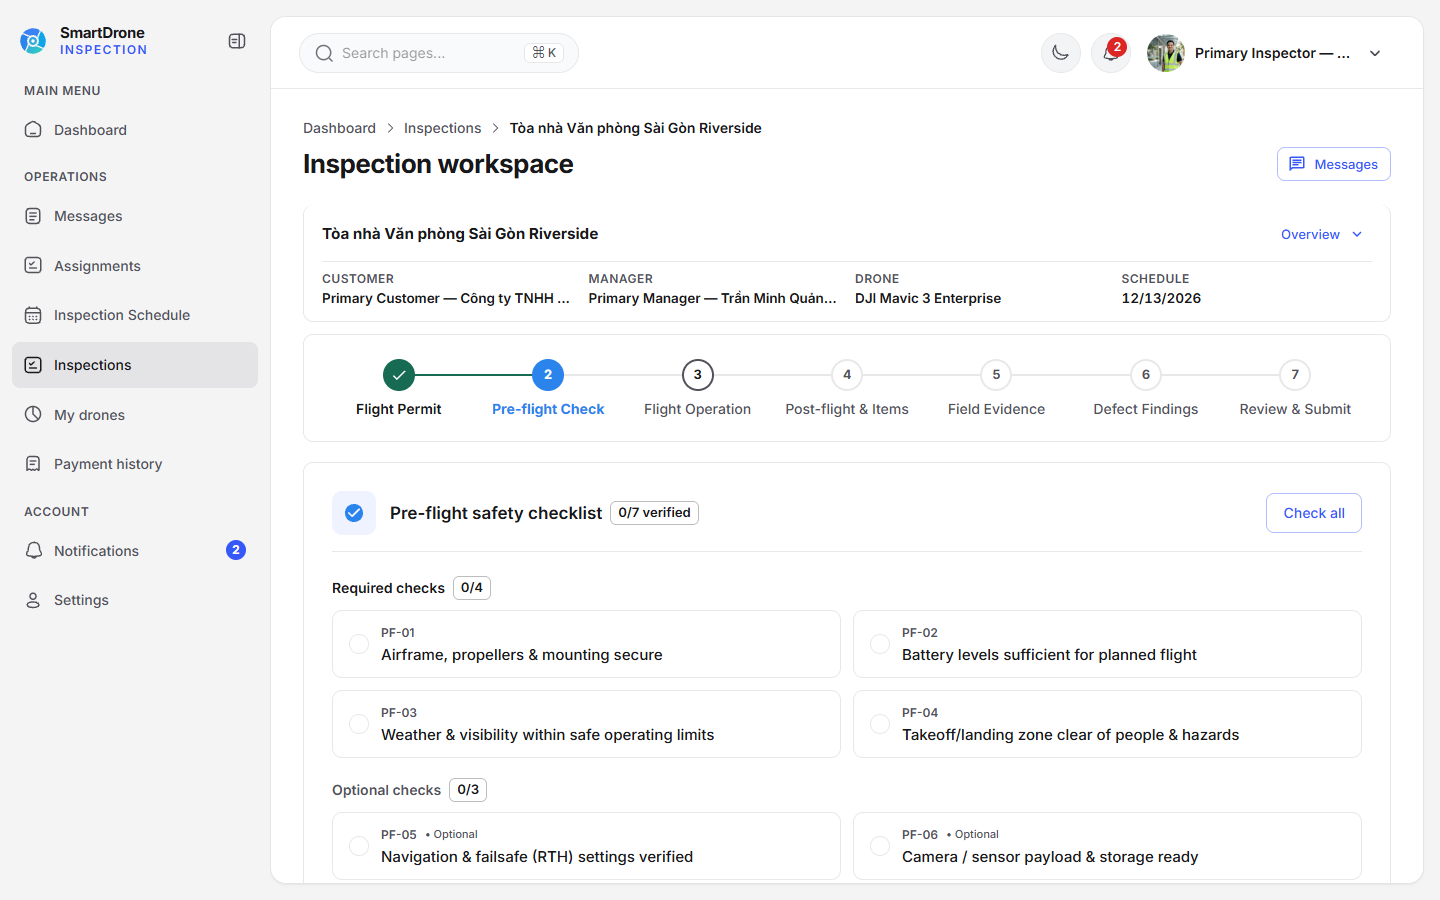 SmartDrone
INSPECTION
MAIN MENU
Dashboard
OPERATIONS
Messages
Assignments
Inspection Schedule
Inspections
My drones
Payment history
ACCOUNT
Notifications
2
Settings
Search pages...
⌘ K
2
Primary Inspector — ...
Dashboard > Inspections > Tòa nhà Văn phòng Sài Gòn Riverside
Inspection workspace
Messages
Tòa nhà Văn phòng Sài Gòn Riverside
Overview
CUSTOMER
Primary Customer — Công ty TNHH ...
MANAGER
Primary Manager — Trần Minh Quản...
DRONE
DJI Mavic 3 Enterprise
SCHEDULE
12/13/2026
Flight Permit
2
Pre-flight Check
3
Flight Operation
4
Post-flight & Items
5
Field Evidence
6
Defect Findings
7
Review & Submit
Pre-flight safety checklist 0/7 verified
Check all
Required checks 0/4
PF-01
Airframe, propellers & mounting secure
PF-02
Battery levels sufficient for planned flight
PF-03
Weather & visibility within safe operating limits
PF-04
Takeoff/landing zone clear of people & hazards
Optional checks 0/3
PF-05 • Optional
Navigation & failsafe (RTH) settings verified
PF-06 • Optional
Camera / sensor payload & storage ready